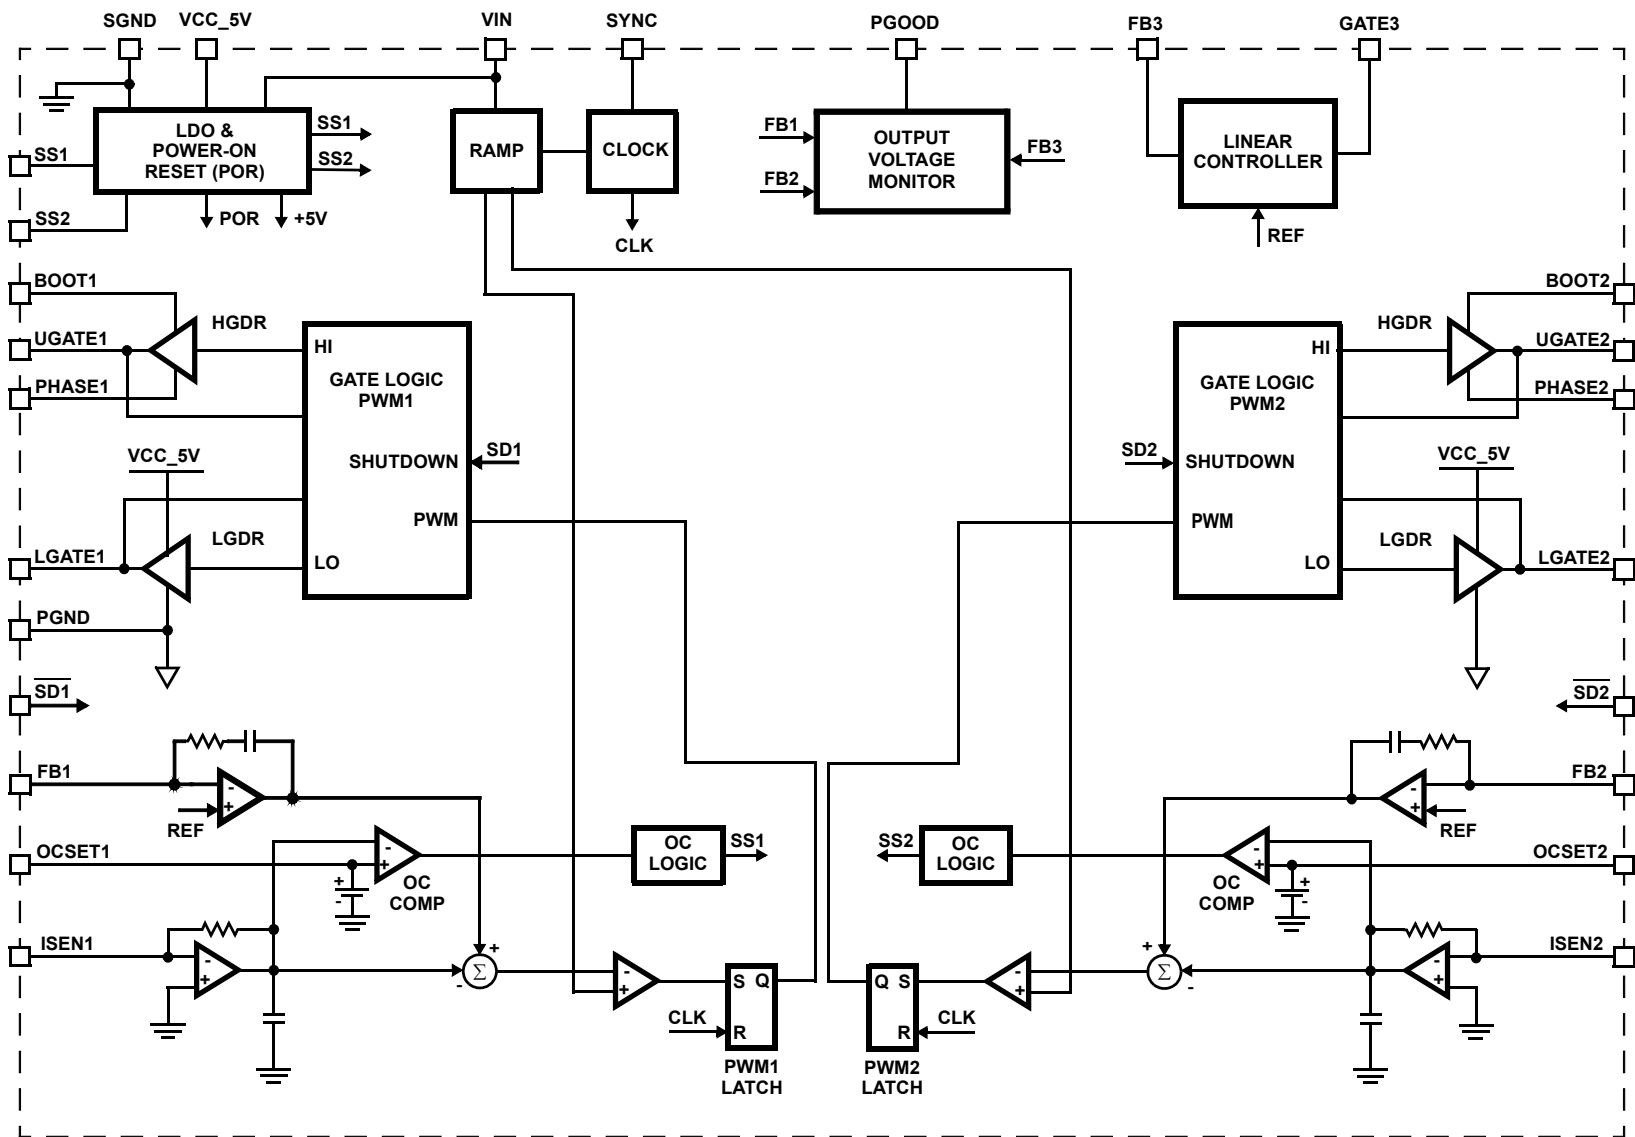 SGND VCC_5V VIN SYNC PGOOD FB3 GATE3
SS1
SS2
LDO &
POWER-ON
RESET (POR)
SS1
SS2
POR +5V
RAMP
CLOCK
CLK
FB1
FB2
OUTPUT
VOLTAGE
MONITOR
FB3
LINEAR
CONTROLLER
REF
BOOT1
UGATE1
PHASE1
HGDR
VCC_5V
LGDR
LGATE1
PGND
HI
GATE LOGIC
PWM1
SHUTDOWN
PWM
LO
SD1
SD2
HI
GATE LOGIC
PWM2
SHUTDOWN
PWM
LO
HGDR
BOOT2
UGATE2
PHASE2
VCC_5V
LGDR
LGATE2
SD1
SD2
FB1
-
+
REF
OCSET1
+
-
-
+
OC
COMP
OC
LOGIC
SS1
ISEN1
-
+
+
Σ
-
-
+
S Q
R
CLK
PWM1
LATCH
FB2
-
+
REF
OCSET2
+
-
-
+
OC
COMP
SS2
OC
LOGIC
ISEN2
-
+
+
Σ
-
-
+
Q S
R
CLK
PWM2
LATCH